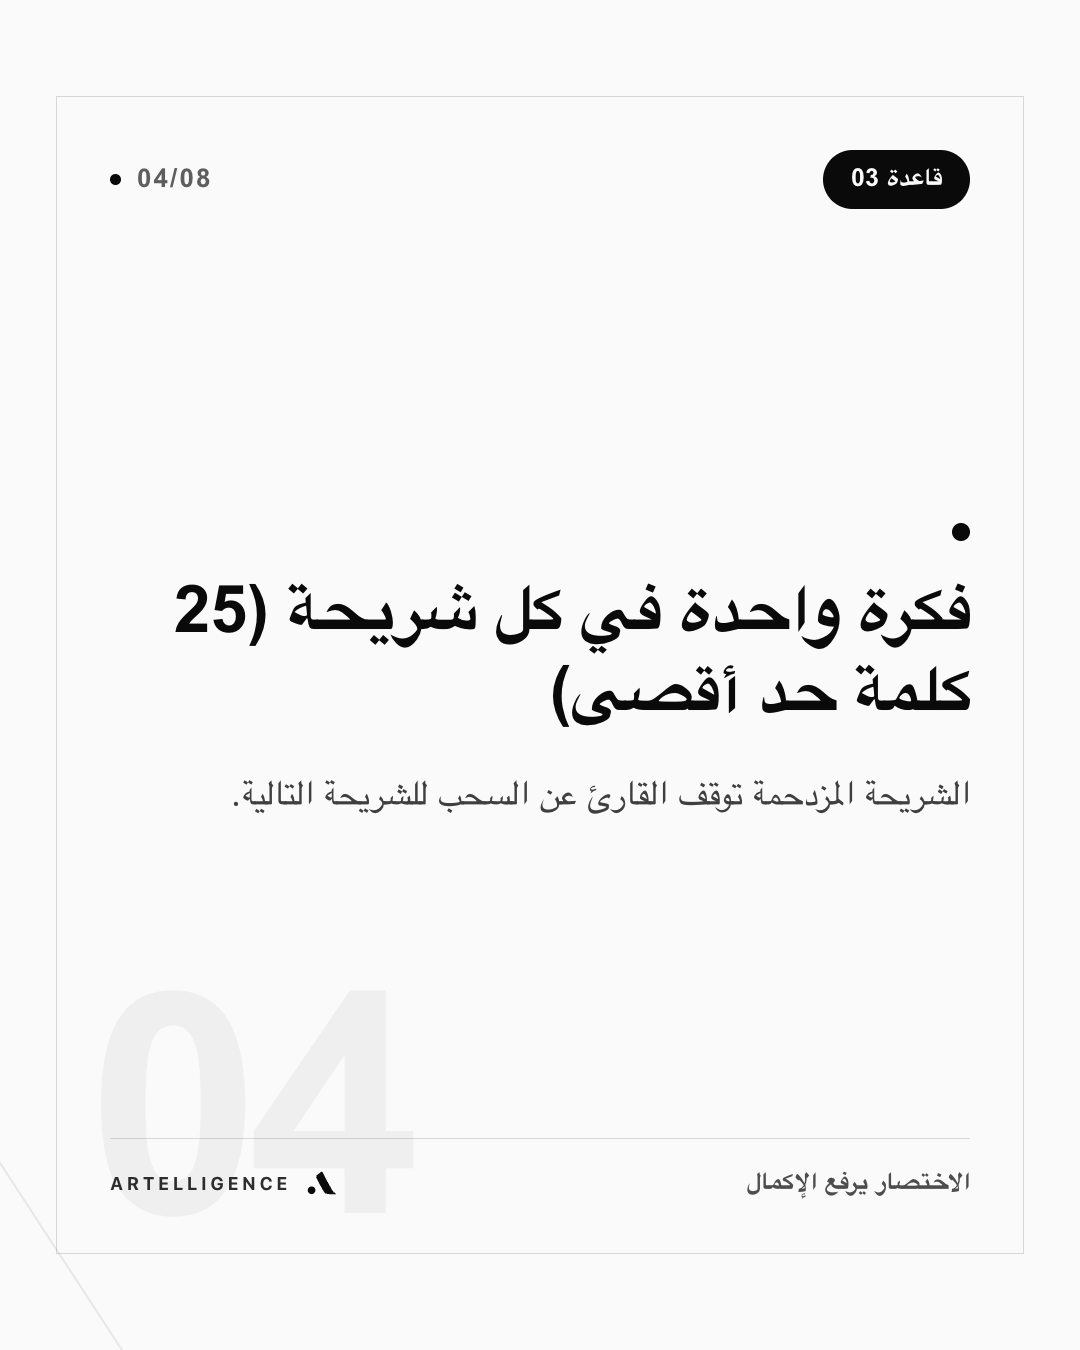 قاعدة 03
04/08
فكرة واحدة في كل شريحة (25
كلمة حد أقصى)
الشريحة المزدحمة توقف القارئ عن السحب للشريحة التالية.
04
الاختصار يرفع الإكمال
ARTELLIGENCE